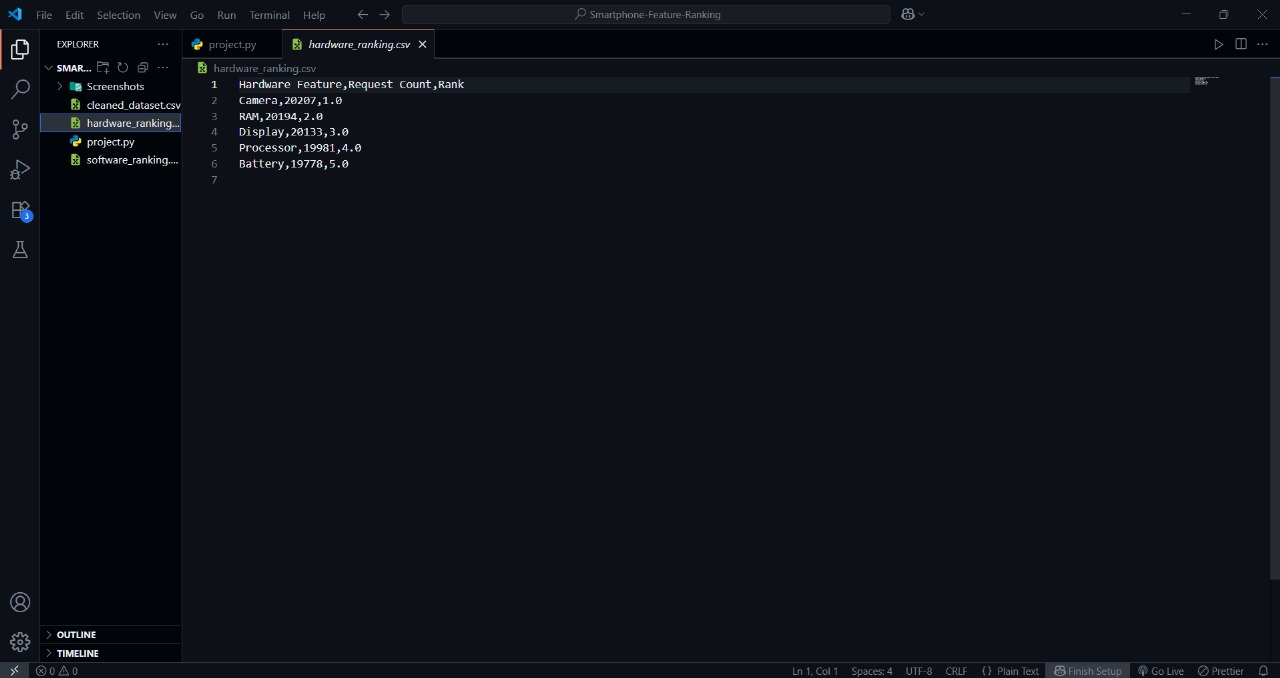 File Edit Selection View Go Run Terminal Help
Smartphone-Feature-Ranking
EXPLORER
SMAR...
Screenshots
cleaned_dataset.csv
hardware_ranking...
project.py
software_ranking....
3
OUTLINE
TIMELINE
project.py
hardware_ranking.csv
hardware_ranking.csv
1 Hardware Feature,Request Count,Rank
2 Camera,20207,1.0
3 RAM,20194,2.0
4 Display,20133,3.0
5 Processor,19981,4.0
6 Battery,19778,5.0
7
0 0 Ln 1, Col 1 Spaces: 4 UTF-8 CRLF {} Plain Text Finish Setup Go Live Prettier